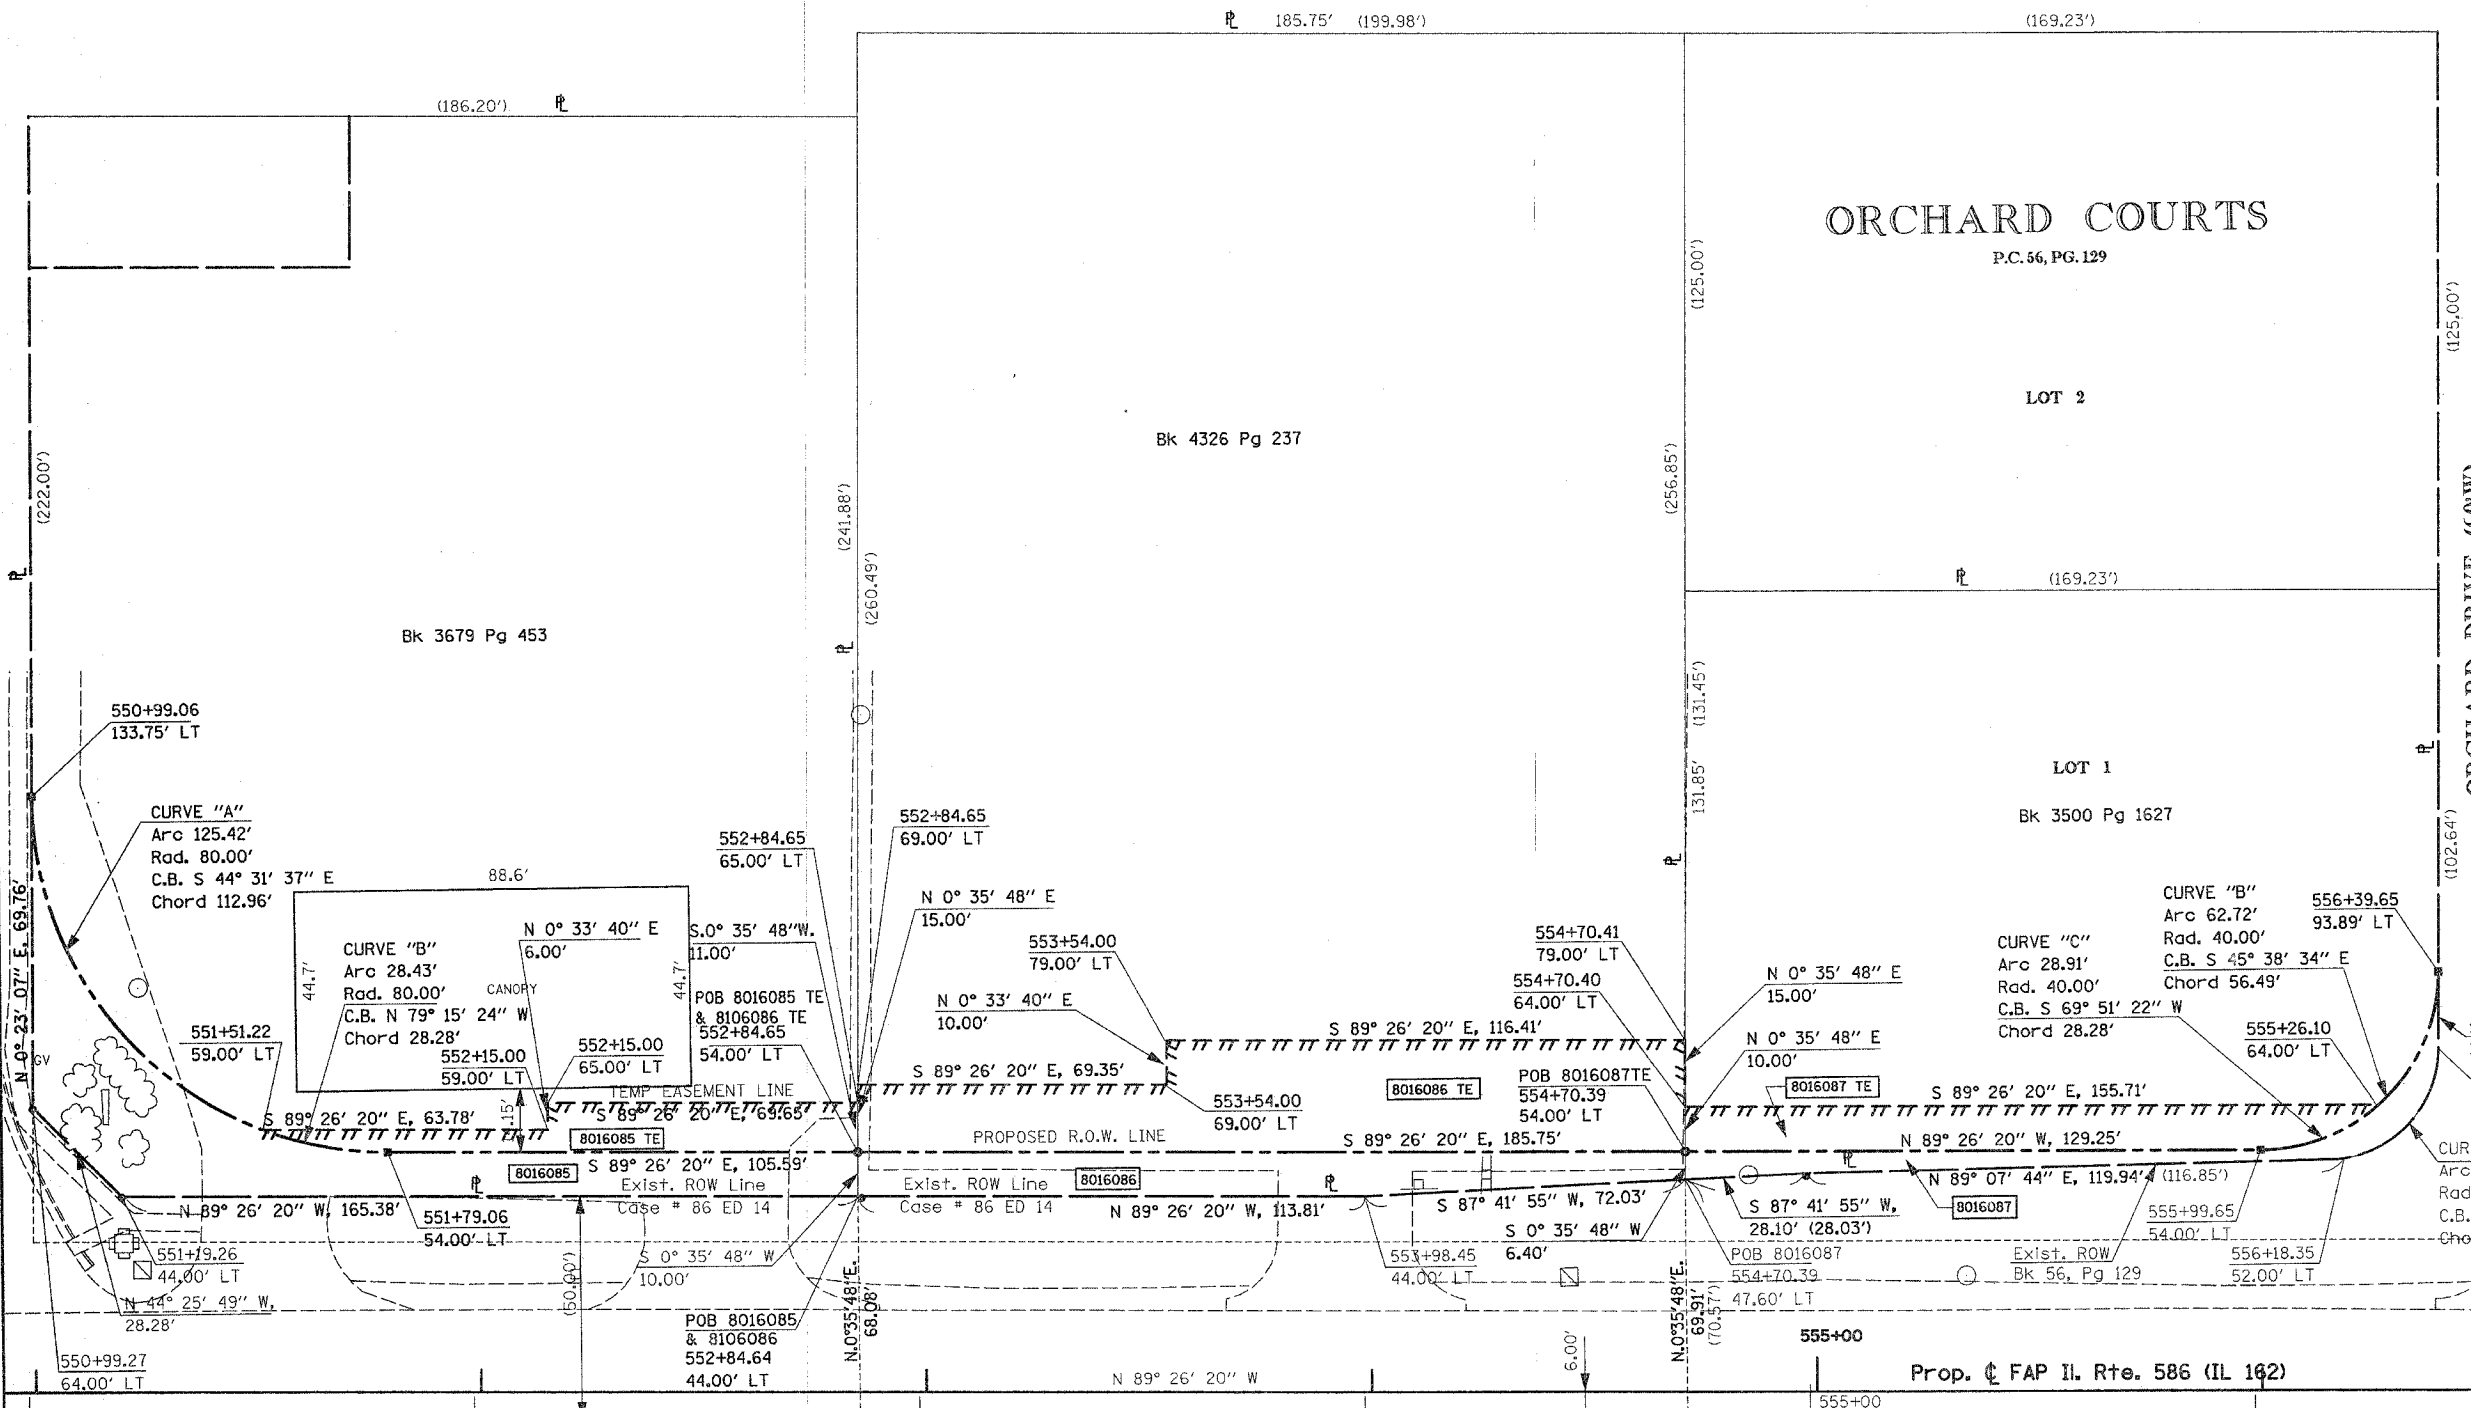 ℞ 185.75' (199.98')
(169.23')
(186.20') ℞
ORCHARD COURTS
P.C. 56, PG. 129
(125.00')
(125.00')
LOT 2
Bk 4326 Pg 237
(222.00')
(241.88')
(256.85')
(260.49')
(169.23')
Bk 3679 Pg 453
ORCHARD DRIVE
(131.45')
131.85'
LOT 1
Bk 3500 Pg 1627
(102.64')
550+99.06
133.75' LT
CURVE "A"
Arc 125.42'
Rad. 80.00'
C.B. S 44° 31' 37" E
Chord 112.96'
N 0° 23' 07" E, 69.76'
88.6'
44.7'
44.7'
CURVE "B"
Arc 28.43'
Rad. 80.00'
C.B. N 79° 15' 24" W
Chord 28.28'
CANOPY
N 0° 33' 40" E
6.00'
552+84.65
65.00' LT
552+84.65
69.00' LT
S.0° 35' 48"W.
11.00'
N 0° 35' 48" E
15.00'
POB 8016085 TE
& 8106086 TE
552+84.65
54.00' LT
551+51.22
59.00' LT
552+15.00
59.00' LT
552+15.00
65.00' LT
TEMP EASEMENT LINE
S 89° 26' 20" E, 63.78'
S 89° 26' 20" E, 69.65'
GV
8016085 TE
8016085
S 89° 26' 20" E, 105.59'
Exist. ROW Line
Case # 86 ED 14
N 89° 26' 20" W, 165.38'
551+79.06
54.00' LT
551+19.26
44.00' LT
N 44° 25' 49" W,
28.28'
550+99.27
64.00' LT
(50.00')
S 0° 35' 48" W
10.00'
POB 8016085
& 8106086
552+84.64
44.00' LT
N.0°35'48"E.
68.08'
553+54.00
79.00' LT
N 0° 33' 40" E
10.00'
S 89° 26' 20" E, 116.41'
S 89° 26' 20" E, 69.35'
553+54.00
69.00' LT
8016086 TE
PROPOSED R.O.W. LINE
S 89° 26' 20" E, 185.75'
Exist. ROW Line
Case # 86 ED 14
8016086
N 89° 26' 20" W, 113.81'
S 87° 41' 55" W, 72.03'
553+98.45
44.00' LT
S 0° 35' 48" W
6.40'
554+70.41
79.00' LT
554+70.40
64.00' LT
N 0° 35' 48" E
15.00'
N 0° 35' 48" E
10.00'
POB 8016087TE
554+70.39
54.00' LT
8016087 TE
S 89° 26' 20" E, 155.71'
CURVE "C"
Arc 28.91'
Rad. 40.00'
C.B. S 69° 51' 22" W
Chord 28.28'
CURVE "B"
Arc 62.72'
Rad. 40.00'
C.B. S 45° 38' 34" E
Chord 56.49'
556+39.65
93.89' LT
555+26.10
64.00' LT
N 89° 26' 20" W, 129.25'
N 89° 07' 44" E, 119.94' (116.85')
S 87° 41' 55" W,
28.10' (28.03')
8016087
POB 8016087
554+70.39
47.60' LT
Exist. ROW
Bk 56, Pg 129
555+99.65
54.00' LT
556+18.35
52.00' LT
CUR
Arc
Rad
C.B.
Cho
N.0°35'48"E.
69.91'
(70.57')
6.00'
N 89° 26' 20" W
555+00
Prop. ℄ FAP Il. Rte. 586 (IL 162)
555+00